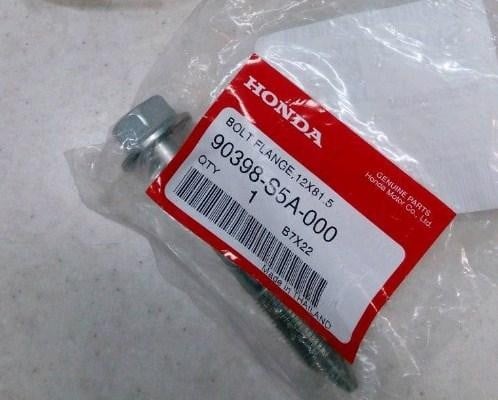 HONDA
GENUINE PARTS
Honda Motor Co., Ltd.
BOLT FLANGE,12X81.5
90398-S5A-000
QTY 1
B7X22
Made in THAILAND